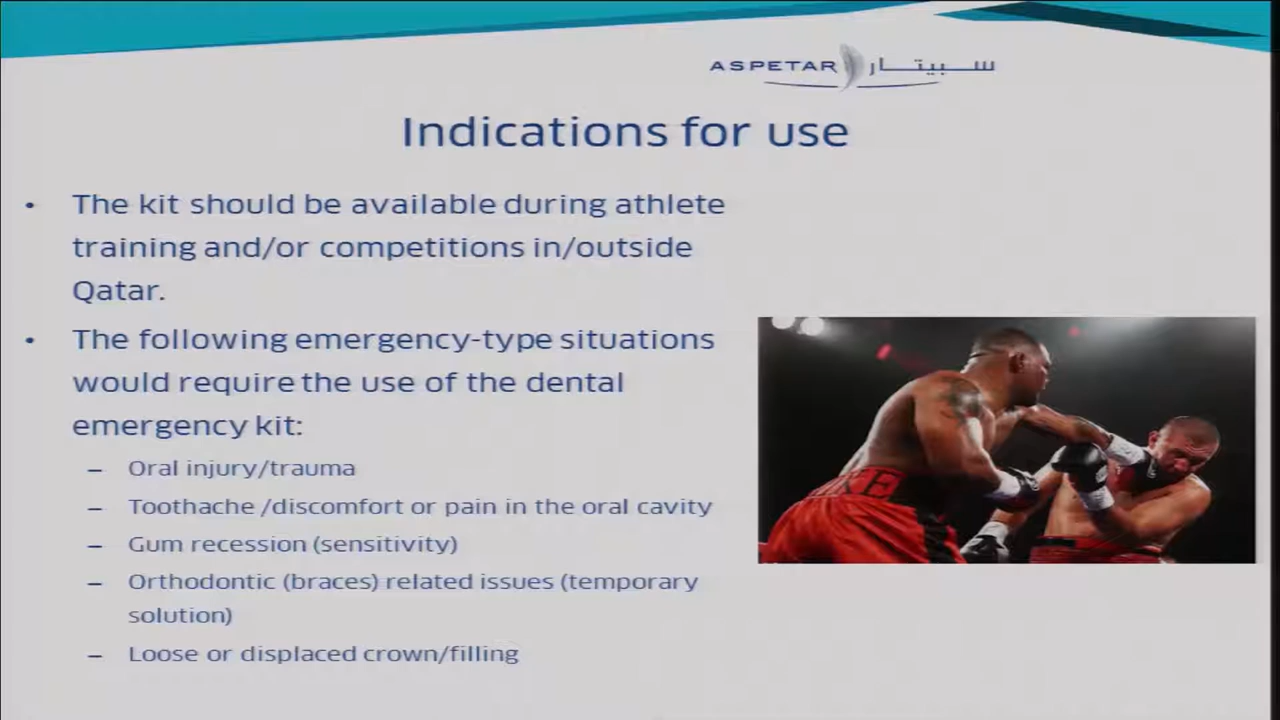 ASPETAR سبيتار
Indications for use
• The kit should be available during athlete
training and/or competitions in/outside
Qatar.
• The following emergency-type situations
would require the use of the dental
emergency kit:
– Oral injury/trauma
– Toothache /discomfort or pain in the oral cavity
– Gum recession (sensitivity)
– Orthodontic (braces) related issues (temporary
solution)
– Loose or displaced crown/filling